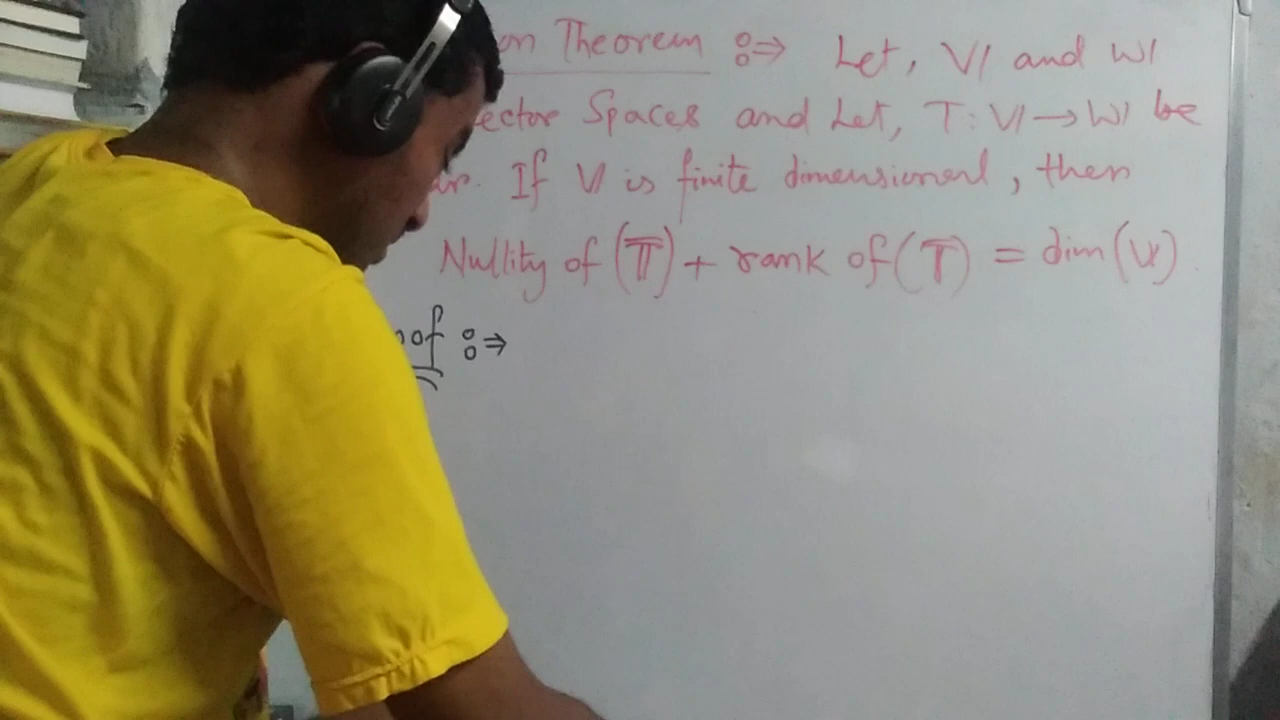 on Theorem :⇒ Let, V and W
ector Spaces and Let, T: V → W be
ar. If V is finite dimensional, then
Nullity of (T) + rank of (T) = dim (V)
oof :⇒